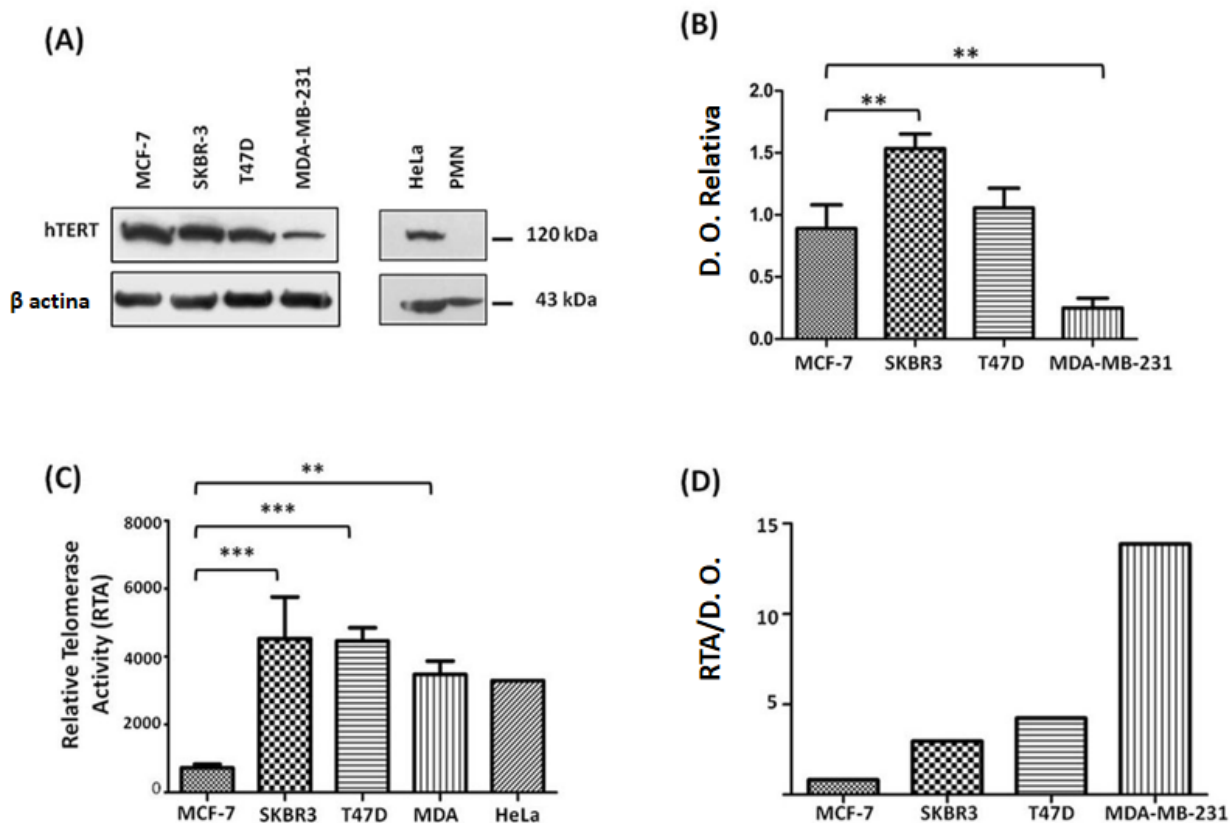 (A)
MCF-7
SKBR-3
T47D
MDA-MB-231
HeLa
PMN
hTERT
120 kDa
β actina
43 kDa
(B)
**
**
D. O. Relativa
2.0
1.5
1.0
0.5
0.0
MCF-7 SKBR3 T47D MDA-MB-231
(C)
**
***
***
Relative Telomerase
Activity (RTA)
8000
6000
4000
2000
0
MCF-7 SKBR3 T47D MDA HeLa
(D)
RTA/D. O.
15
10
5
MCF-7 SKBR3 T47D MDA-MB-231